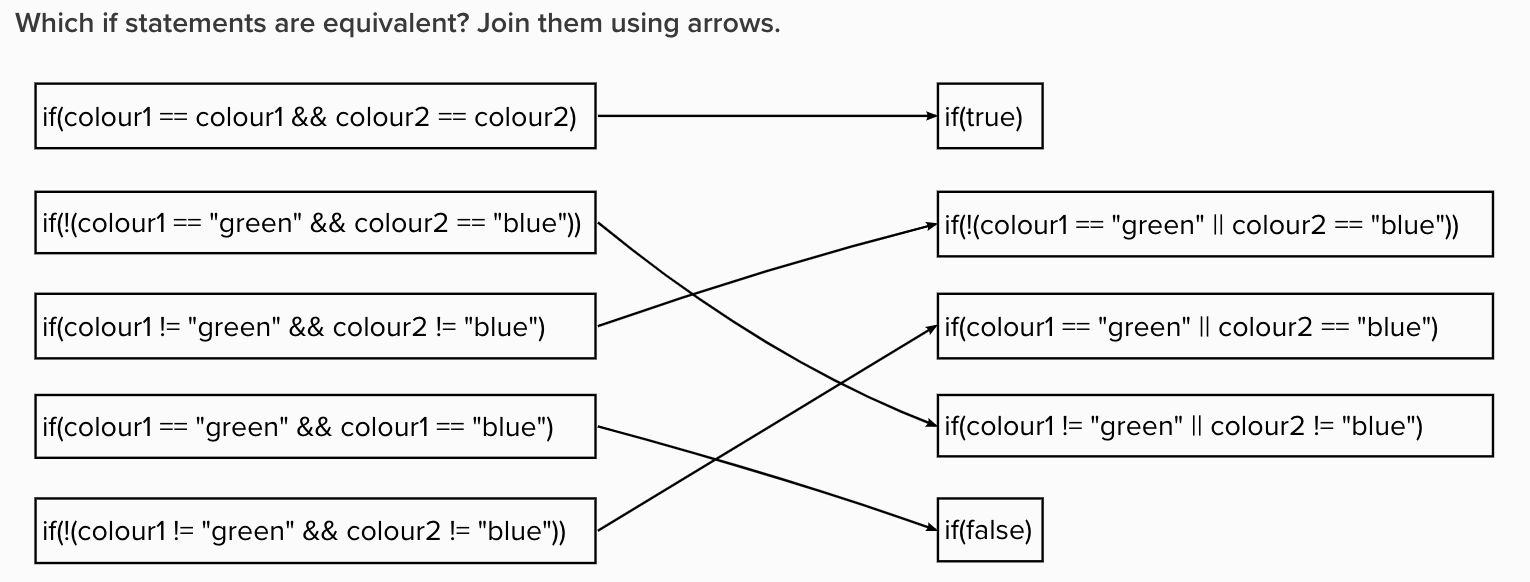 Which if statements are equivalent? Join them using arrows.
if(colour1 == colour1 && colour2 == colour2)
if(true)
if(!(colour1 == "green" && colour2 == "blue"))
if(!(colour1 == "green" || colour2 == "blue"))
if(colour1 != "green" && colour2 != "blue")
if(colour1 == "green" || colour2 == "blue")
if(colour1 == "green" && colour1 == "blue")
if(colour1 != "green" || colour2 != "blue")
if(!(colour1 != "green" && colour2 != "blue"))
if(false)